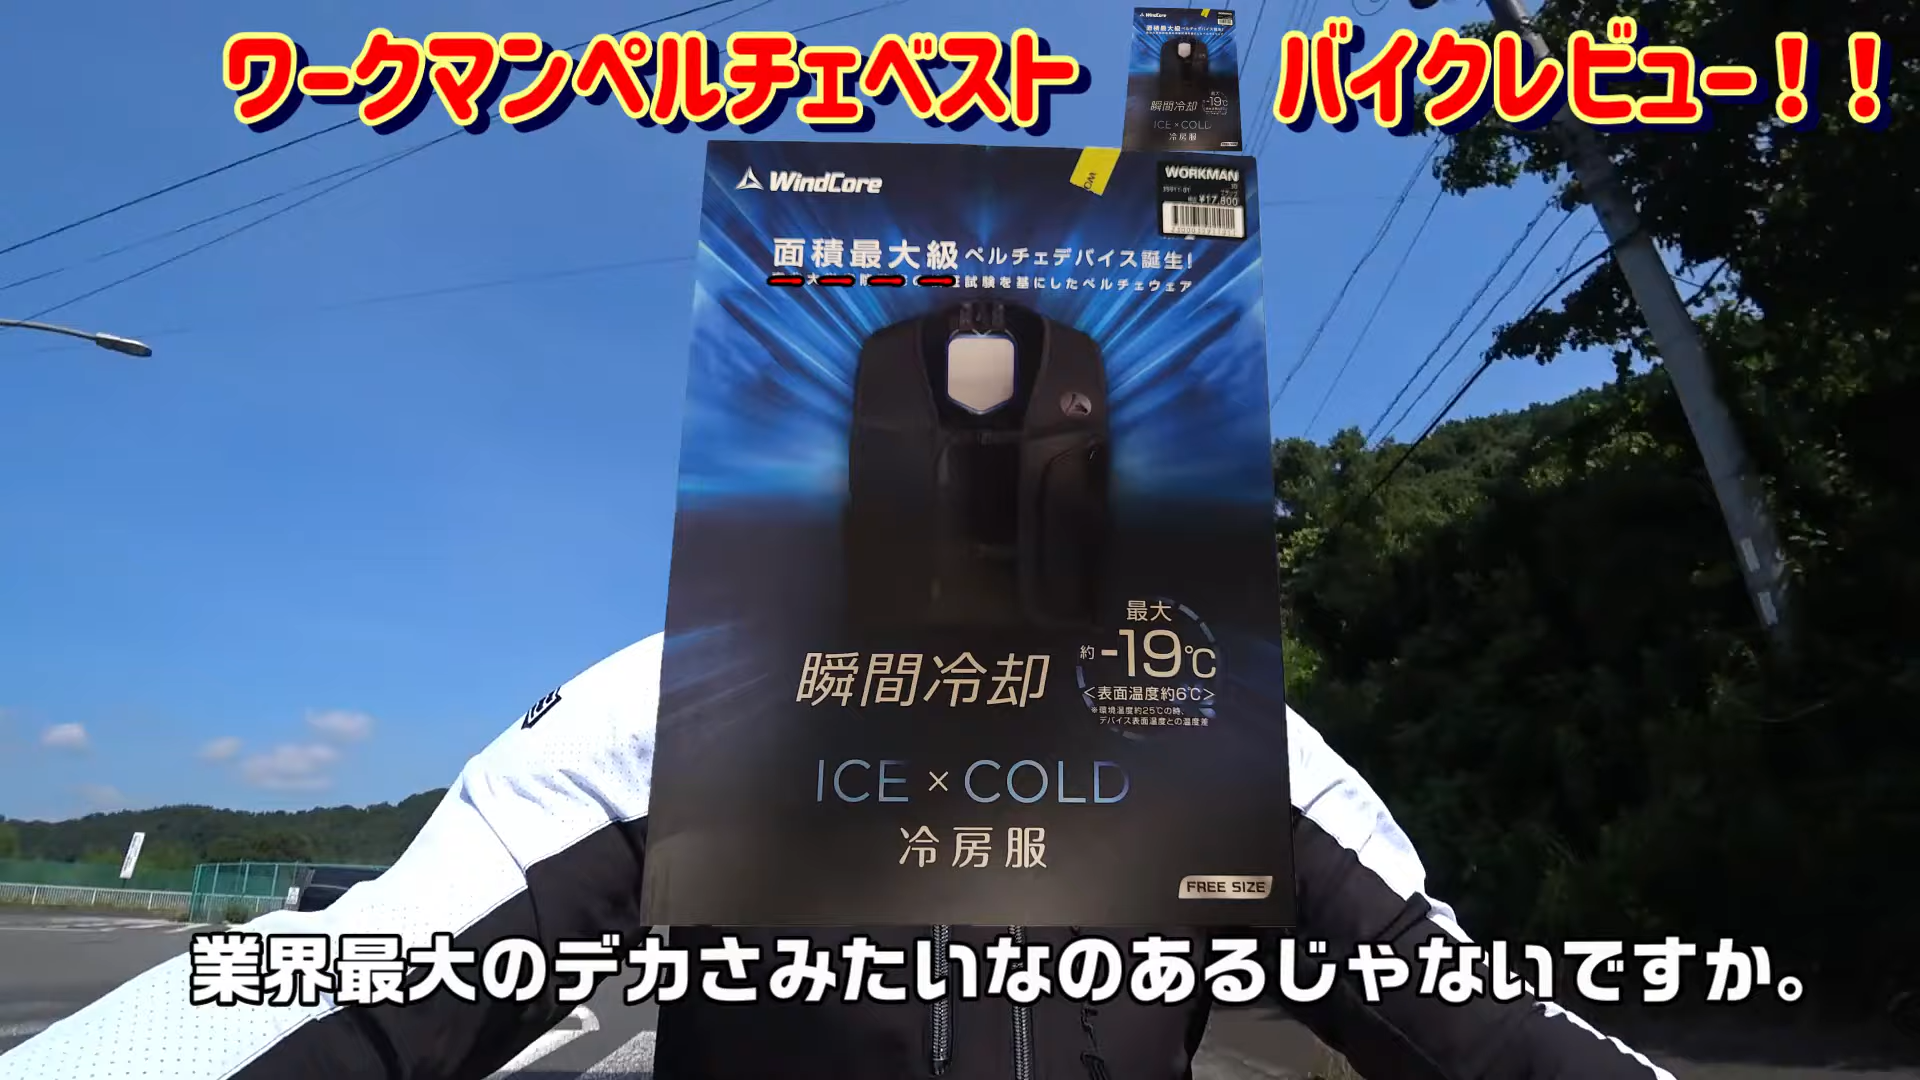 ワークマンペルチェベスト
バイクレビュー!!
WindCore
WORKMAN
¥17,800
面積最大級ペルチェデバイス誕生!
試験を基にしたペルチェウェア
最大
約-19℃
<表面温度約6℃>
※環境温度約25℃の時、
デバイス表面温度との温度差
瞬間冷却
ICE×COLD
冷房服
FREE SIZE
業界最大のデカさみたいなのあるじゃないですか。